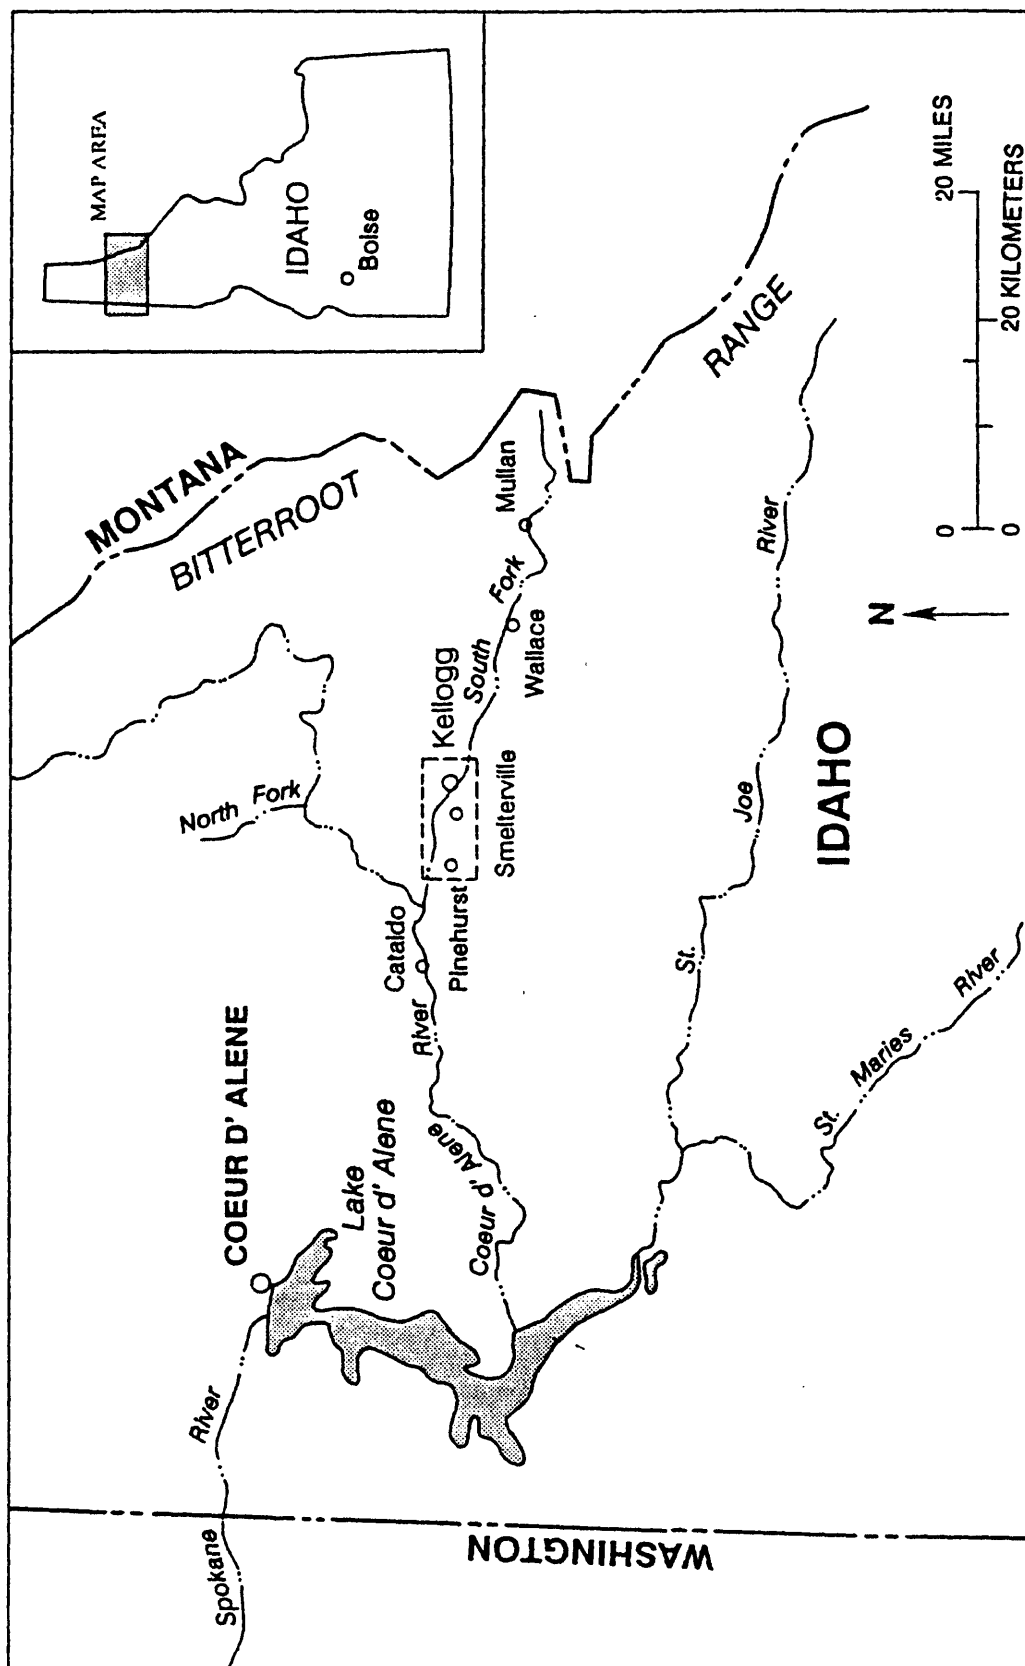 MAP AREA
IDAHO
Boise
MONTANA
BITTERROOT
RANGE
North Fork
COEUR D' ALENE
Lake
Coeur d' Alene
Spokane River
WASHINGTON
Cataldo
Pinehurst
Smelterville
Kellogg
South Fork
Wallace
Mullan
Coeur d' Alene River
St. Joe River
St. Maries River
IDAHO
N
0 20 MILES
0 20 KILOMETERS